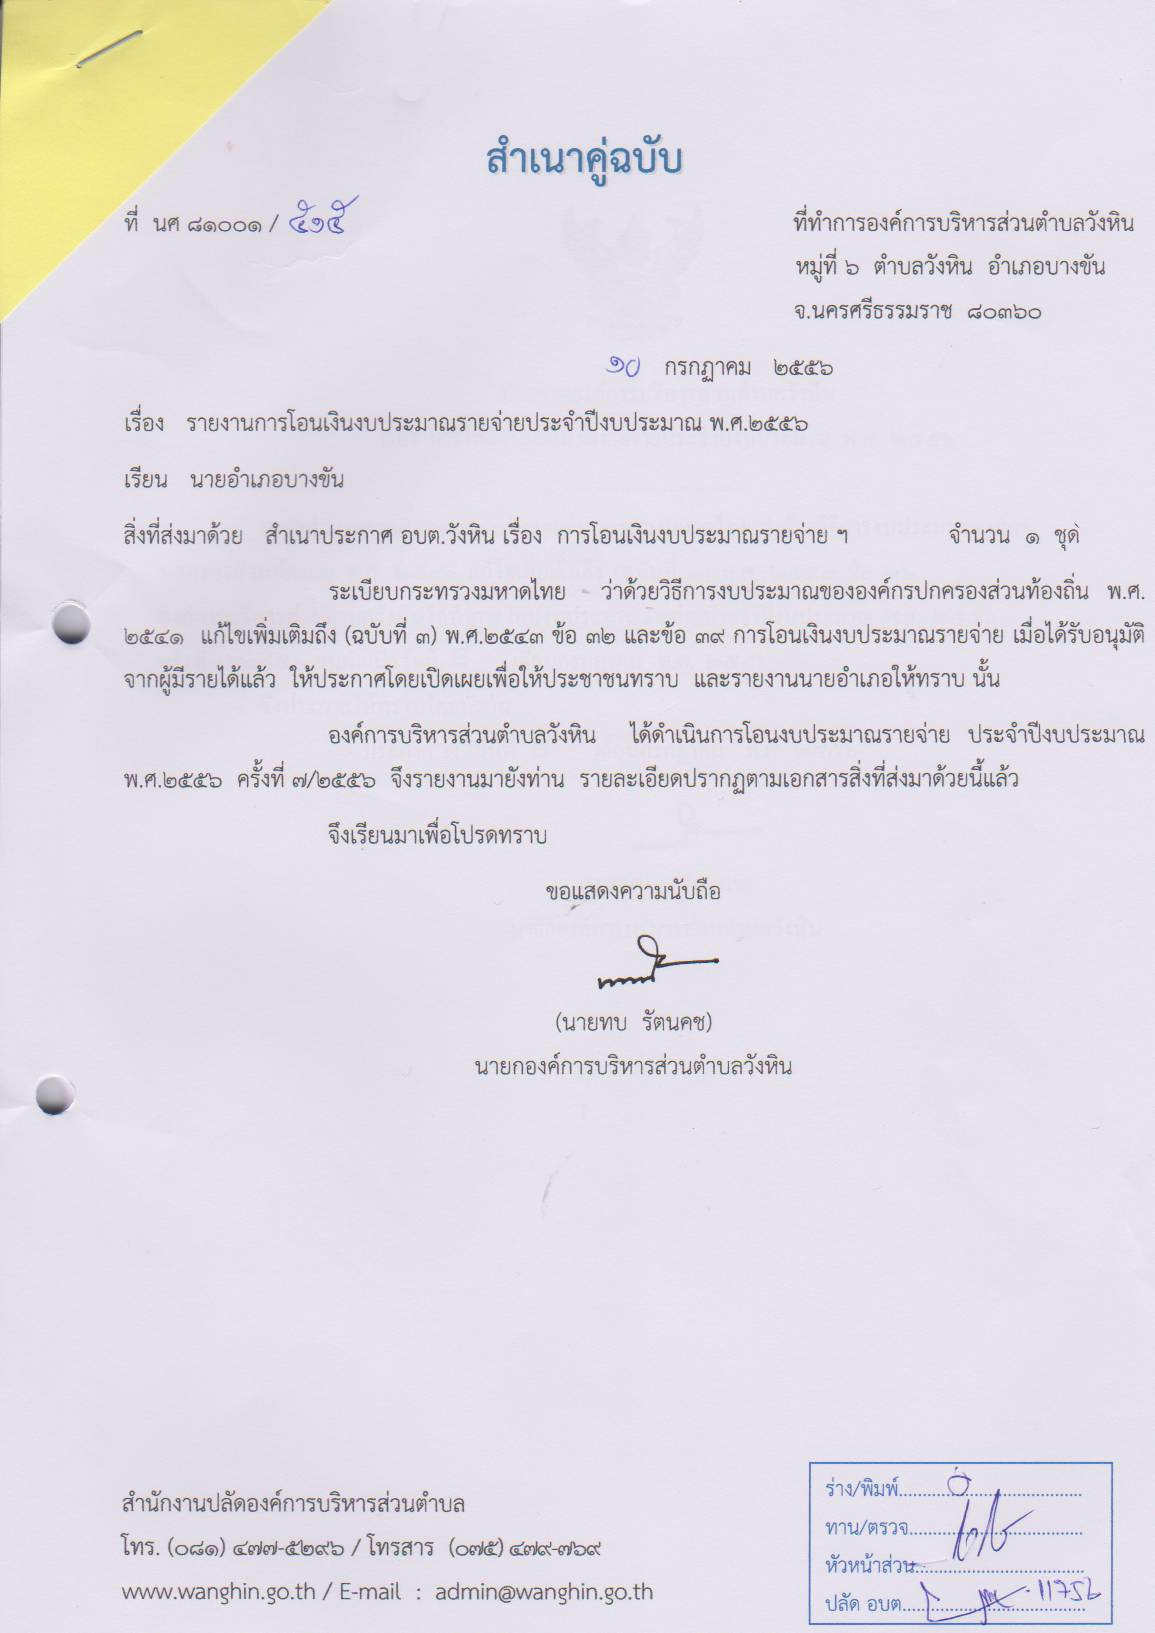 สำเนาคู่ฉบับ
ที่ นศ ๘๑๐๐๑ / ๕๑๕
ที่ทำการองค์การบริหารส่วนตำบลวังหิน
หมู่ที่ ๖ ตำบลวังหิน อำเภอบางขัน
จ.นครศรีธรรมราช ๘๐๓๖๐
๑๐ กรกฏาคม ๒๕๕๖
เรื่อง รายงานการโอนเงินงบประมาณรายจ่ายประจำปีงบประมาณ พ.ศ.๒๕๕๖
เรียน นายอำเภอบางขัน
สิ่งที่ส่งมาด้วย สำเนาประกาศ อบต.วังหิน เรื่อง การโอนเงินงบประมาณรายจ่าย ฯ จำนวน ๑ ชุด
ระเบียบกระทรวงมหาดไทย ว่าด้วยวิธีการงบประมาณขององค์กรปกครองส่วนท้องถิ่น พ.ศ.
๒๕๔๑ แก้ไขเพิ่มเติมถึง (ฉบับที่ ๓) พ.ศ.๒๕๔๓ ข้อ ๓๒ และข้อ ๓๙ การโอนเงินงบประมาณรายจ่าย เมื่อได้รับอนุมัติ
จากผู้มีรายได้แล้ว ให้ประกาศโดยเปิดเผยเพื่อให้ประชาชนทราบ และรายงานนายอำเภอให้ทราบ นั้น
องค์การบริหารส่วนตำบลวังหิน ได้ดำเนินการโอนงบประมาณรายจ่าย ประจำปีงบประมาณ
พ.ศ.๒๕๕๖ ครั้งที่ ๗/๒๕๕๖ จึงรายงานมายังท่าน รายละเอียดปรากฏตามเอกสารสิ่งที่ส่งมาด้วยนี้แล้ว
จึงเรียนมาเพื่อโปรดทราบ
ขอแสดงความนับถือ
(นายทบ รัตนคช)
นายกองค์การบริหารส่วนตำบลวังหิน
สำนักงานปลัดองค์การบริหารส่วนตำบล
โทร. (๐๘๑) ๔๗๗-๕๒๙๖ / โทรสาร (๐๗๕) ๔๗๙-๗๖๙
www.wanghin.go.th / E-mail : admin@wanghin.go.th
ร่าง/พิมพ์
ทาน/ตรวจ
หัวหน้าส่วน
ปลัด อบต.